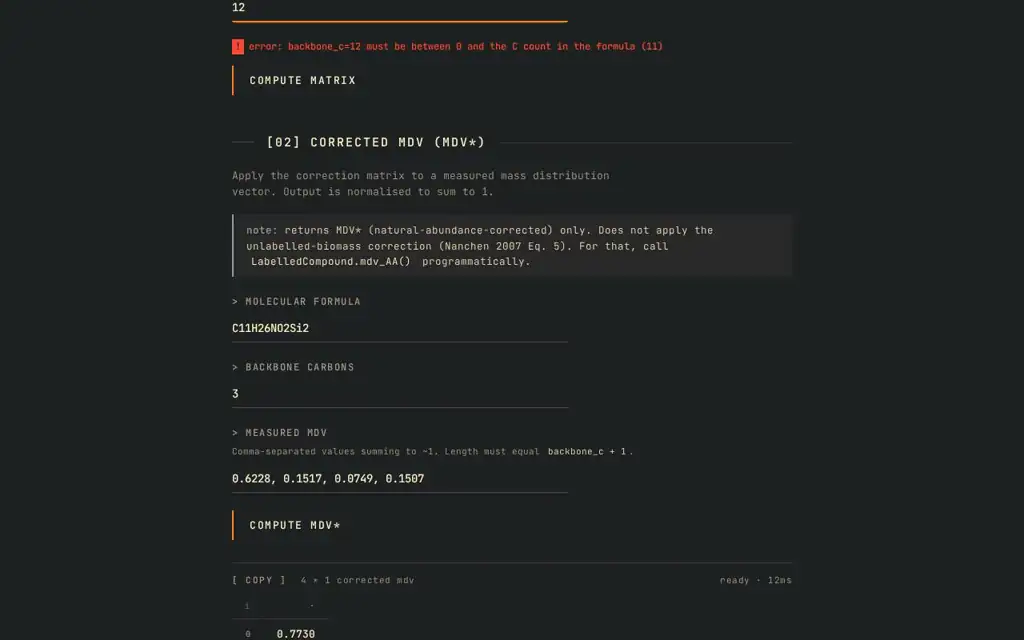 12
! error: backbone_c=12 must be between 0 and the C count in the formula (11)
COMPUTE MATRIX
[02] CORRECTED MDV (MDV*)
Apply the correction matrix to a measured mass distribution
vector. Output is normalised to sum to 1.
note: returns MDV* (natural-abundance-corrected) only. Does not apply the
unlabelled-biomass correction (Nanchen 2007 Eq. 5). For that, call
LabelledCompound.mdv_AA() programmatically.
> MOLECULAR FORMULA
C11H26NO2Si2
> BACKBONE CARBONS
3
> MEASURED MDV
Comma-separated values summing to ~1. Length must equal backbone_c + 1.
0.6228, 0.1517, 0.0749, 0.1507
COMPUTE MDV*
[ COPY ] 4 * 1 corrected mdv ready · 12ms
i ·
0 0.7730